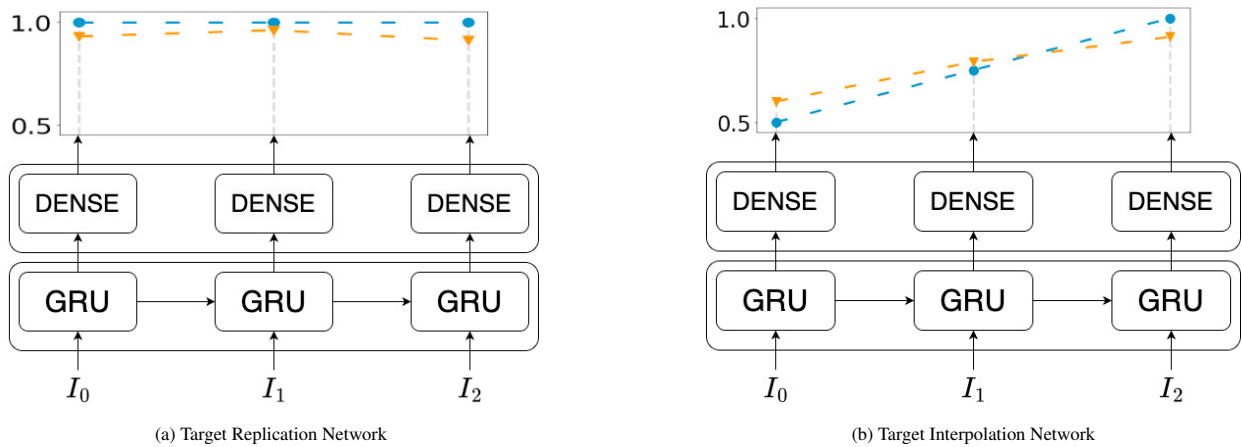 1.0
0.5
DENSE DENSE DENSE
GRU GRU GRU
I0 I1 I2
(a) Target Replication Network
1.0
0.5
DENSE DENSE DENSE
GRU GRU GRU
I0 I1 I2
(b) Target Interpolation Network